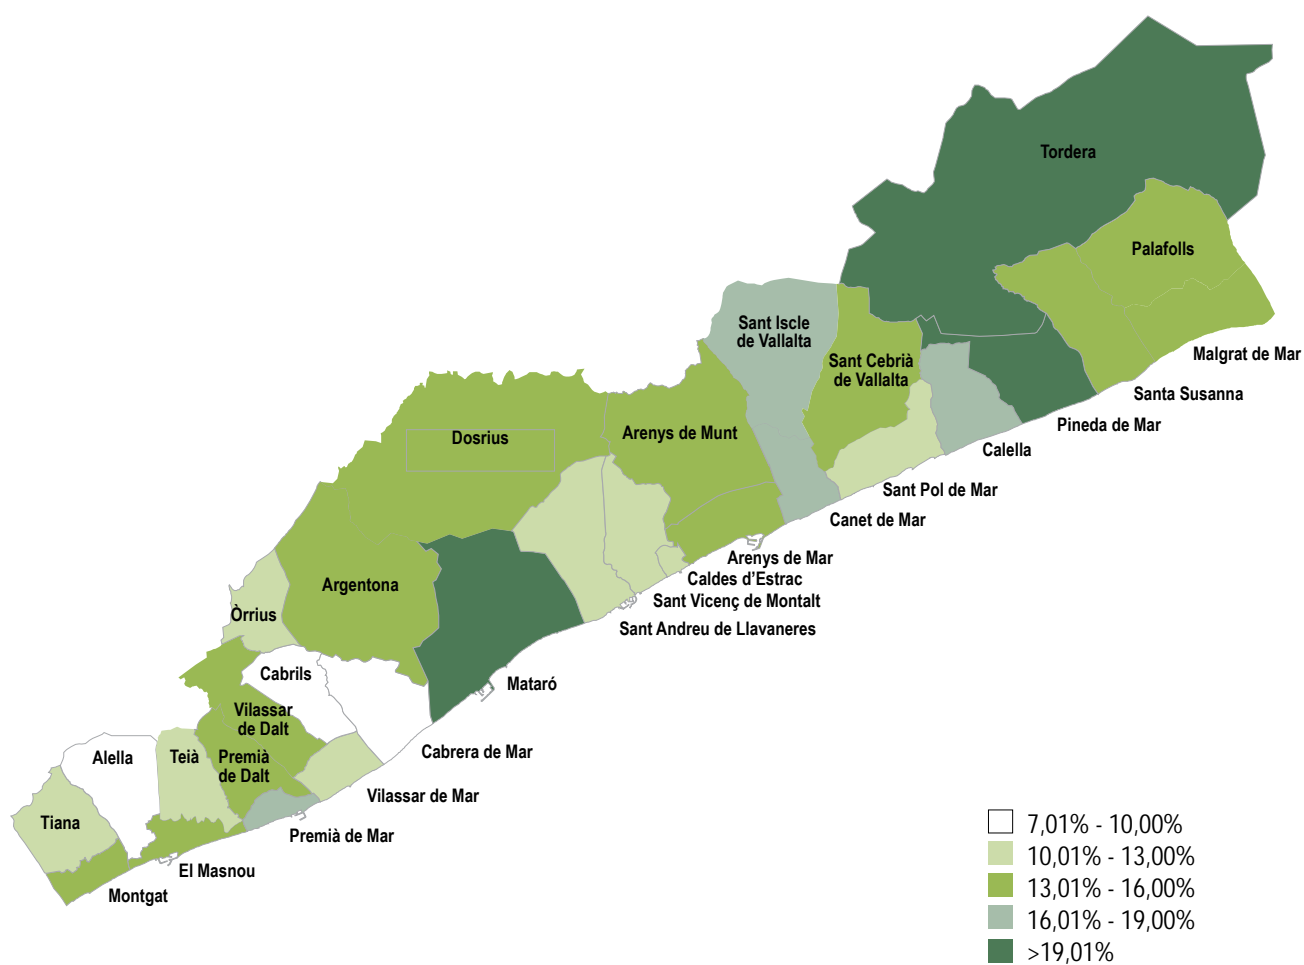 Tordera
Palafolls
Sant Iscle
de Vallalta
Malgrat de Mar
Sant Cebrià
de Vallalta
Santa Susanna
Pineda de Mar
Dosrius
Arenys de Munt
Calella
Sant Pol de Mar
Canet de Mar
Arenys de Mar
Caldes d’Estrac
Argentona
Sant Vicenç de Montalt
Òrrius
Sant Andreu de Llavaneres
Cabrils
Mataró
Vilassar
de Dalt
Cabrera de Mar
Alella
Teià
Premià
de Dalt
Vilassar de Mar
Tiana
Premià de Mar
El Masnou
Montgat
7,01% - 10,00%
10,01% - 13,00%
13,01% - 16,00%
16,01% - 19,00%
>19,01%